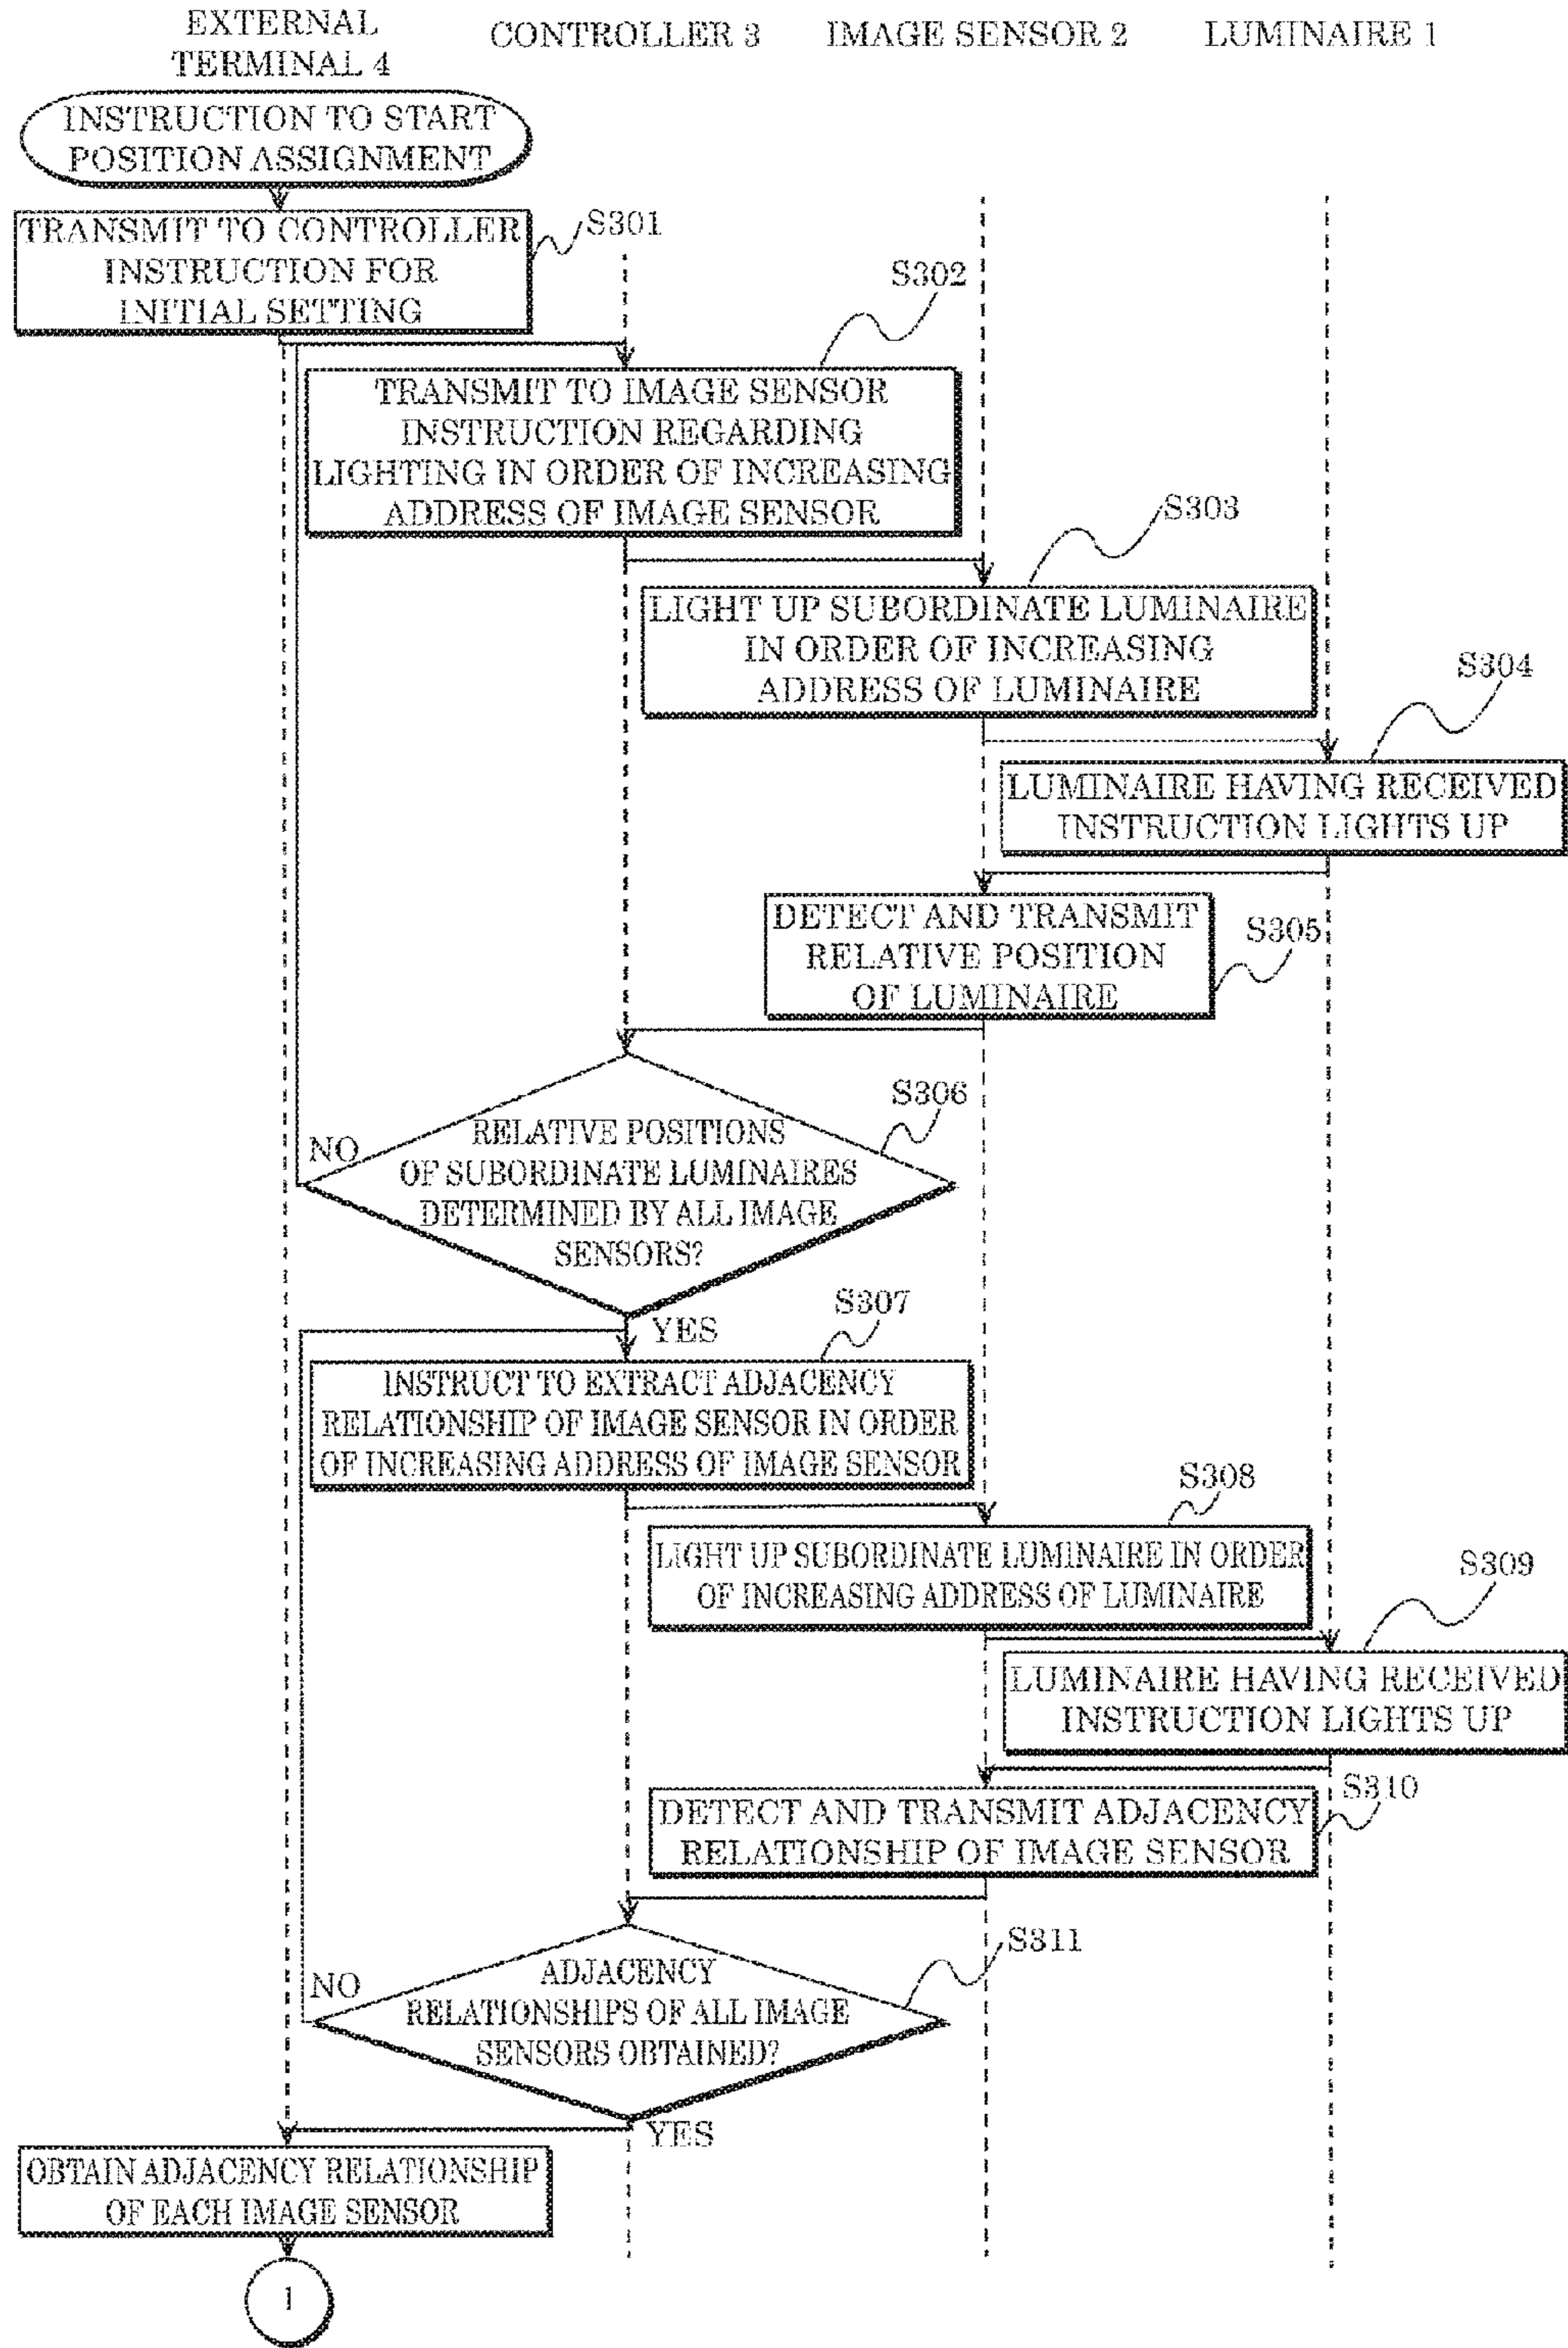 EXTERNAL
TERMINAL 4
CONTROLLER 3
IMAGE SENSOR 2
LUMINAIRE 1
INSTRUCTION TO START
POSITION ASSIGNMENT
TRANSMIT TO CONTROLLER
INSTRUCTION FOR
INITIAL SETTING
S301
S302
TRANSMIT TO IMAGE SENSOR
INSTRUCTION REGARDING
LIGHTING IN ORDER OF INCREASING
ADDRESS OF IMAGE SENSOR
S303
LIGHT UP SUBORDINATE LUMINAIRE
IN ORDER OF INCREASING
ADDRESS OF LUMINAIRE
S304
LUMINAIRE HAVING RECEIVED
INSTRUCTION LIGHTS UP
DETECT AND TRANSMIT
RELATIVE POSITION
OF LUMINAIRE
S305
S306
NO
RELATIVE POSITIONS
OF SUBORDINATE LUMINAIRES
DETERMINED BY ALL IMAGE
SENSORS?
YES
S307
INSTRUCT TO EXTRACT ADJACENCY
RELATIONSHIP OF IMAGE SENSOR IN ORDER
OF INCREASING ADDRESS OF IMAGE SENSOR
S308
LIGHT UP SUBORDINATE LUMINAIRE IN ORDER
OF INCREASING ADDRESS OF LUMINAIRE
S309
LUMINAIRE HAVING RECEIVED
INSTRUCTION LIGHTS UP
S310
DETECT AND TRANSMIT ADJACENCY
RELATIONSHIP OF IMAGE SENSOR
S311
NO
ADJACENCY
RELATIONSHIPS OF ALL IMAGE
SENSORS OBTAINED?
YES
OBTAIN ADJACENCY RELATIONSHIP
OF EACH IMAGE SENSOR
1